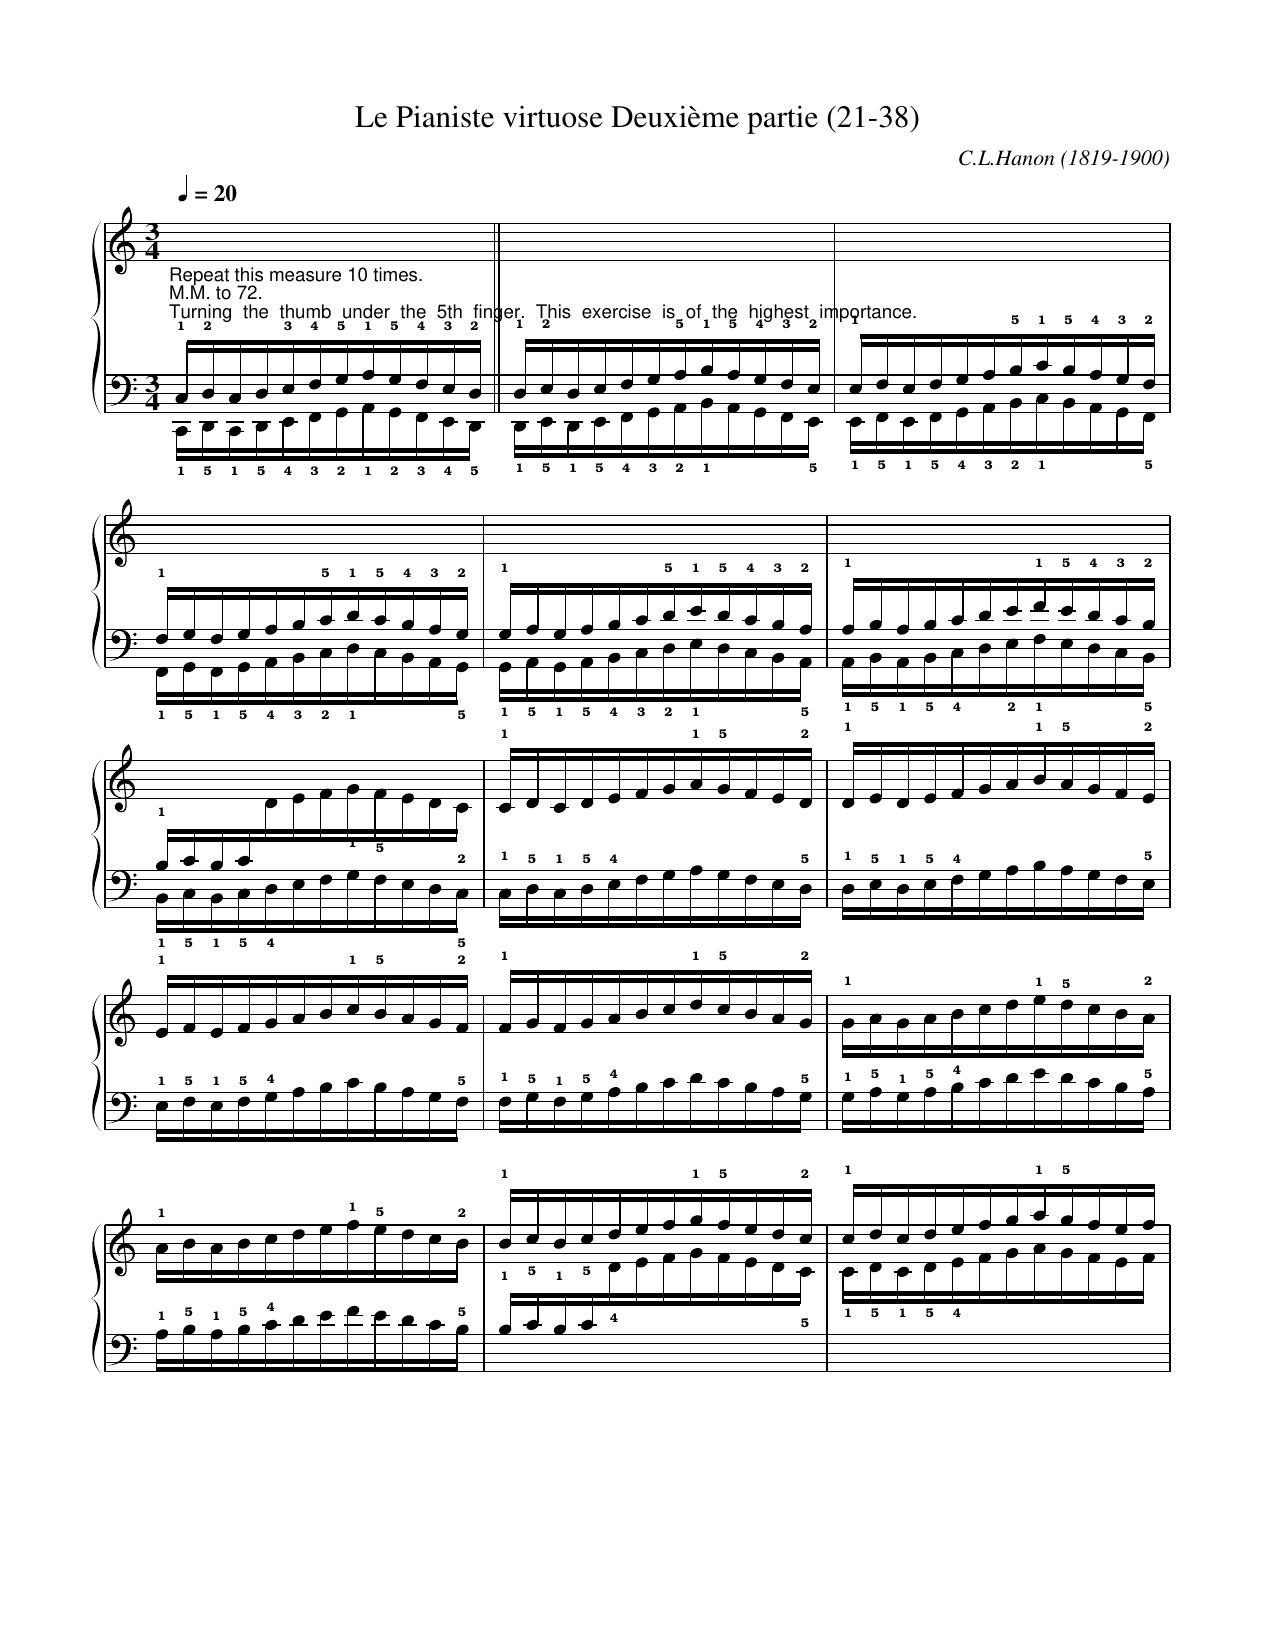 Le Pianiste virtuose Deuxième partie (21-38)
C.L.Hanon (1819-1900)
♩ = 20
3 4
Repeat this measure 10 times.
M.M. to 72.
Turning the thumb under the 5th finger. This exercise is of the highest importance.
1 2 3 4 5 1 5 4 3 2 1 2 5 1 5 4 3 2 1 5 1 5 4 3 2
3 4
1 5 1 5 4 3 2 1 2 3 4 5 1 5 1 5 4 3 2 1 5 1 5 1 5 4 3 2 1 5
1 5 1 5 4 3 2 1 5 1 5 4 3 2 1 1 5 4 3 2
1 5 1 5 4 3 2 1 5 1 5 1 5 4 3 2 1 5 1 5 1 5 4 2 1 5
1 1 5 2 1 1 5 2 1 1 5 2
1 5 1 5 4 5 1 5 1 5 4 5
1 5 1 5 4 5
1 1 5 2 1 1 5 2 1 1 5 2
1 5 1 5 4 5 1 5 1 5 4 5 1 5 1 5 4 5
1 1 5 2 1 1 5 2 1 1 5
1 5 1 5 4 5 1 5 1 5 4 5 1 5 1 5 4